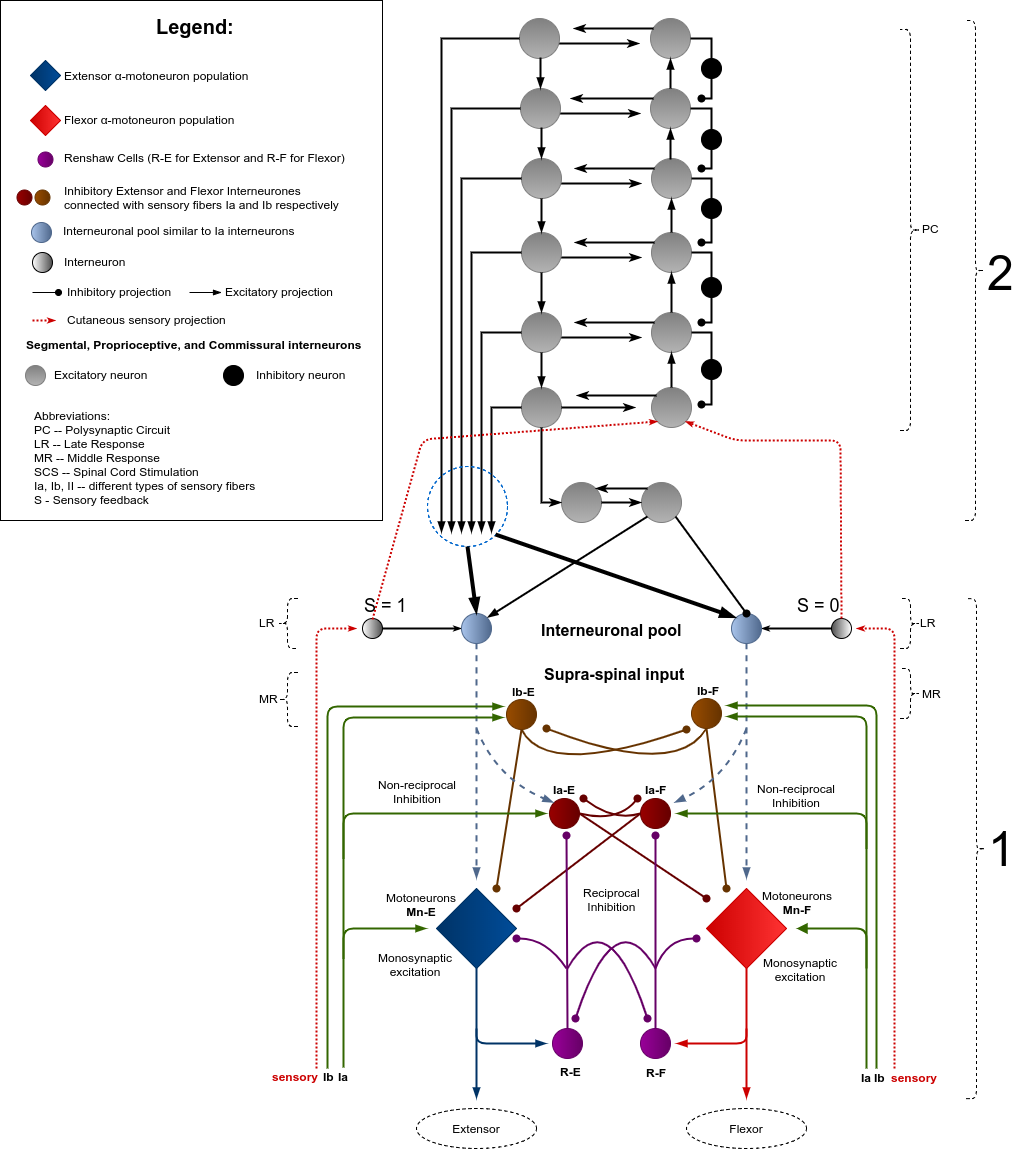 Legend:
Extensor α-motoneuron population
Flexor α-motoneuron population
Renshaw Cells (R-E for Extensor and R-F for Flexor)
Inhibitory Extensor and Flexor Interneurones
connected with sensory fibers Ia and Ib respectively
Interneuronal pool similar to Ia interneurons
Interneuron
Inhibitory projection
Excitatory projection
Cutaneous sensory projection
Segmental, Proprioceptive, and Commissural interneurons
Excitatory neuron
Inhibitory neuron
Abbreviations:
PC -- Polysynaptic Circuit
LR -- Late Response
MR -- Middle Response
SCS -- Spinal Cord Stimulation
Ia, Ib, II -- different types of sensory fibers
S - Sensory feedback
PC
2
S = 1
S = 0
LR
Interneuronal pool
LR
Supra-spinal input
MR
Ib-E
Ib-F
MR
Non-reciprocal
Inhibition
Ia-E
Ia-F
Non-reciprocal
Inhibition
1
Motoneurons
Mn-E
Reciprocal
Inhibition
Motoneurons
Mn-F
Monosynaptic
excitation
Monosynaptic
excitation
R-E
R-F
sensory Ib Ia
Ia Ib sensory
Extensor
Flexor